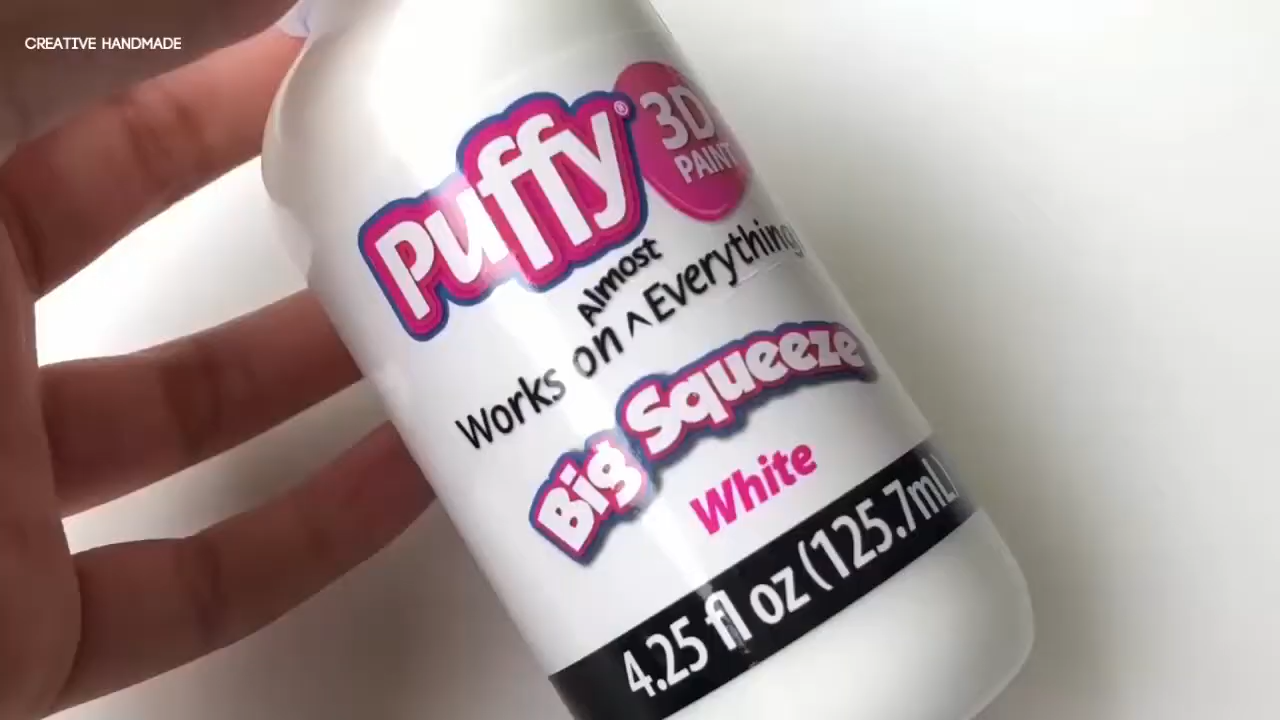 CREATIVE HANDMADE
Puffy®
3D
PAINT
Almost
Works on ^ Everything
Big Squeeze
White
4.25 fl oz (125.7mL)